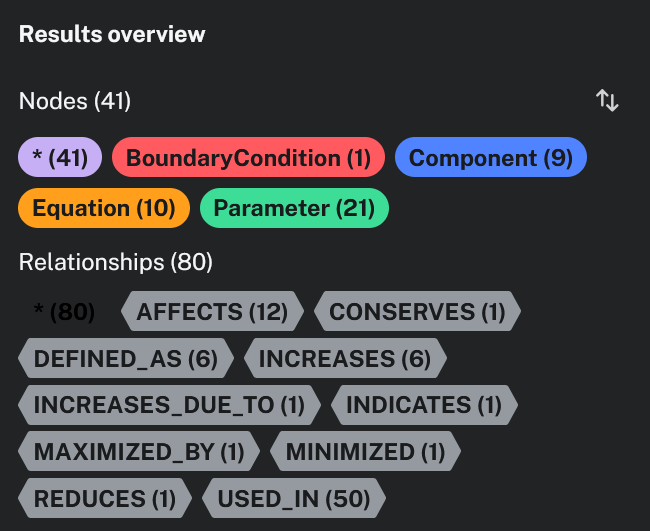 Results overview
Nodes (41)
* (41) BoundaryCondition (1) Component (9)
Equation (10) Parameter (21)
Relationships (80)
* (80) AFFECTS (12) CONSERVES (1)
DEFINED_AS (6) INCREASES (6)
INCREASES_DUE_TO (1) INDICATES (1)
MAXIMIZED_BY (1) MINIMIZED (1)
REDUCES (1) USED_IN (50)